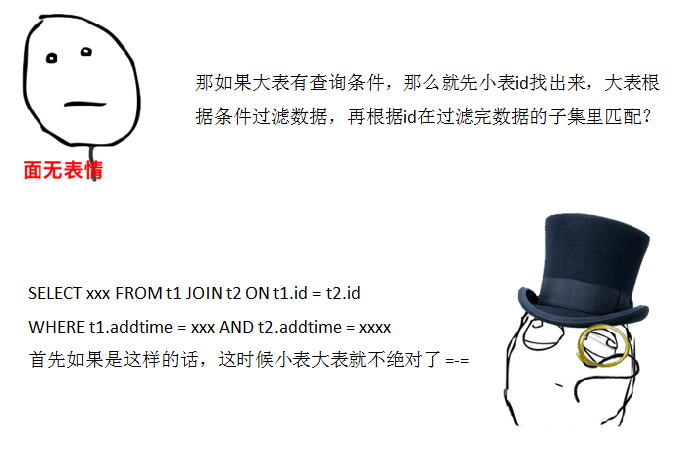 那如果大表有查询条件，那么就先小表id找出来，大表根
据条件过滤数据，再根据id在过滤完数据的子集里匹配？
面无表情
SELECT xxx FROM t1 JOIN t2 ON t1.id = t2.id
WHERE t1.addtime = xxx AND t2.addtime = xxxx
首先如果是这样的话，这时候小表大表就不绝对了 =-=